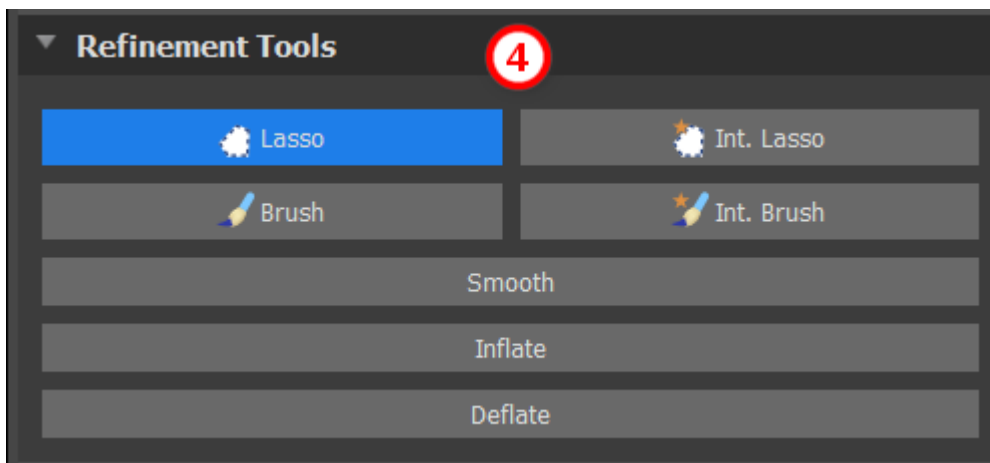 Refinement Tools
4
Lasso
Int. Lasso
Brush
Int. Brush
Smooth
Inflate
Deflate